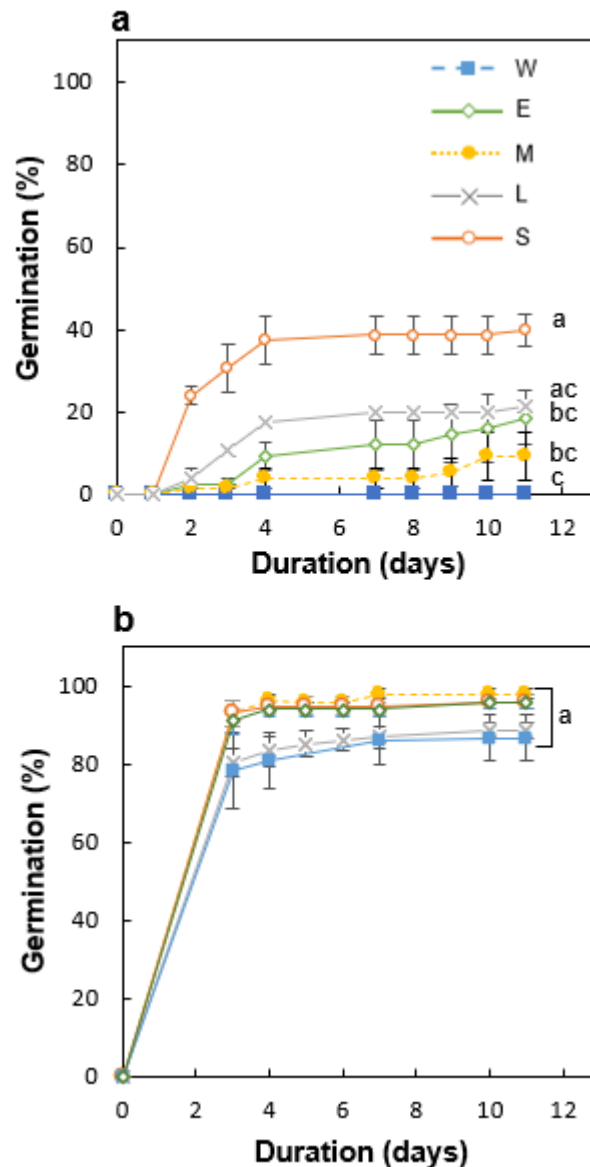 a
100
80
60
40
20
0
Germination (%)
W
E
M
L
S
a
ac
bc
bc
c
0 2 4 6 8 10 12
Duration (days)
b
100
80
60
40
20
0
Germination (%)
a
0 2 4 6 8 10 12
Duration (days)